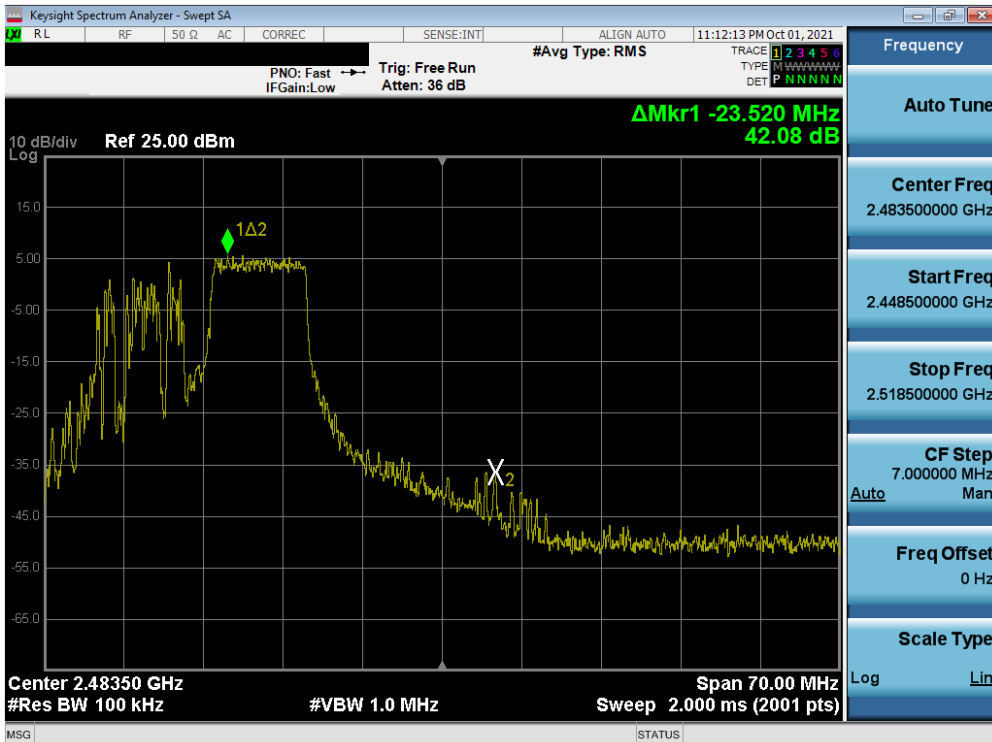 Keysight Spectrum Analyzer - Swept SA
LXI RL RF 50 Ω AC CORREC SENSE:INT ALIGN AUTO 11:12:13 PM Oct 01, 2021
PNO: Fast Trig: Free Run #Avg Type: RMS TRACE 1 2 3 4 5 6
IFGain:Low Atten: 36 dB TYPE M W W W W W
DET P N N N N N
ΔMkr1 -23.520 MHz
42.08 dB
10 dB/div Ref 25.00 dBm
Log
15.0
1Δ2
5.00
-5.00
-15.0
-25.0
-35.0
2
-45.0
-55.0
-65.0
Center 2.48350 GHz Span 70.00 MHz
#Res BW 100 kHz #VBW 1.0 MHz Sweep 2.000 ms (2001 pts)
MSG STATUS
Frequency
Auto Tune
Center Freq
2.483500000 GHz
Start Freq
2.448500000 GHz
Stop Freq
2.518500000 GHz
CF Step
7.000000 MHz
Auto Man
Freq Offset
0 Hz
Scale Type
Log Lin